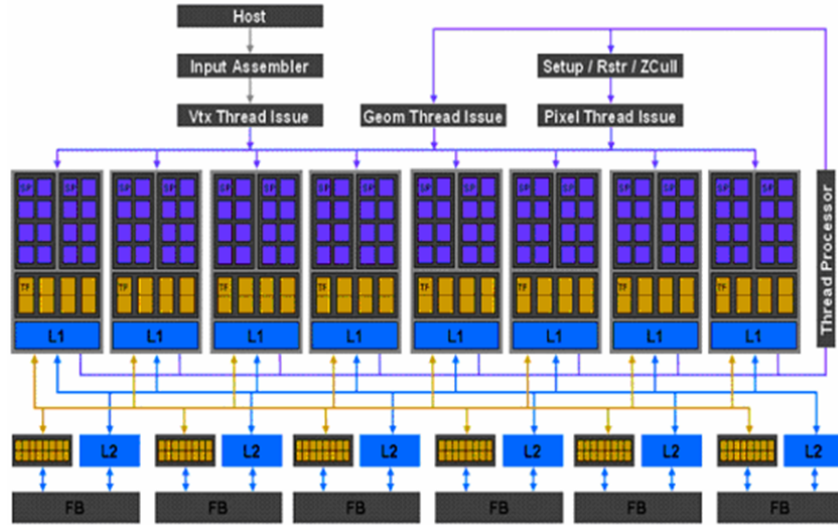 Host
Input Assembler
Setup / Rstr / ZCull
Vtx Thread Issue
Geom Thread Issue
Pixel Thread Issue
SP SP SP SP SP SP SP SP SP SP SP SP SP SP SP SP
TF TF TF TF TF TF TF TF
L1 L1 L1 L1 L1 L1 L1 L1
Thread Processor
L2 L2 L2 L2 L2 L2
FB FB FB FB FB FB